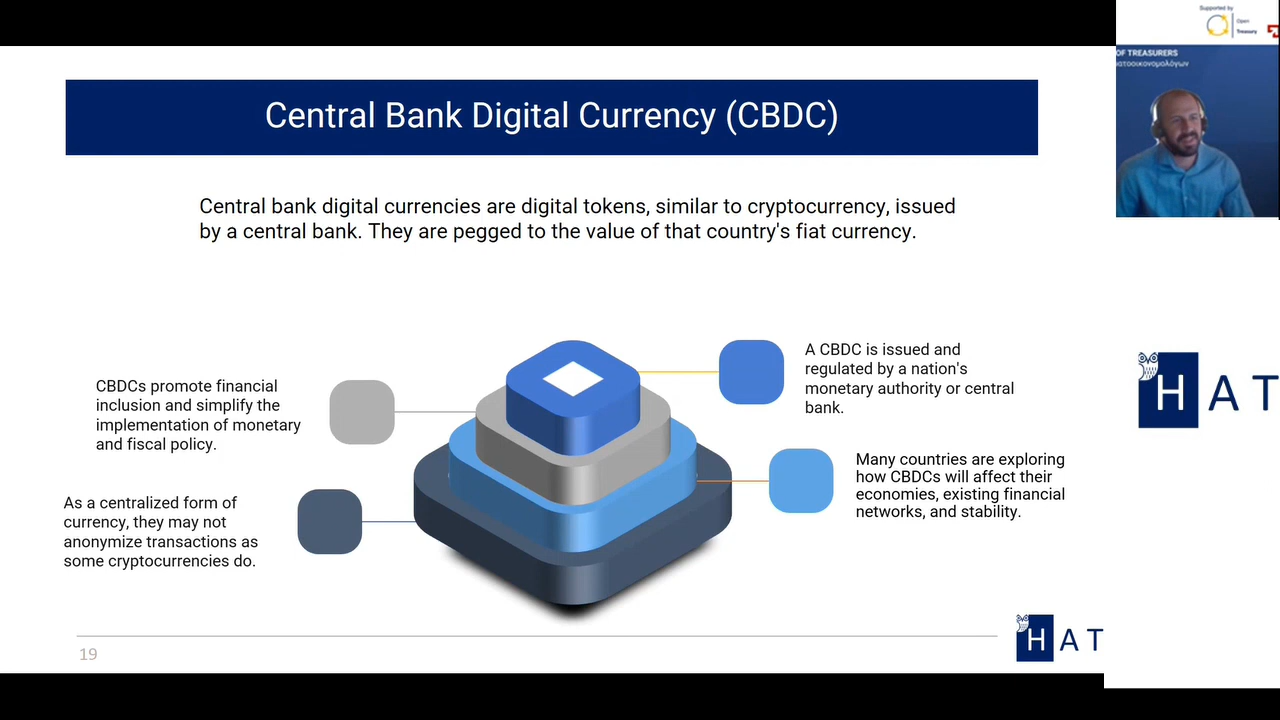 Supported by
Open
Treasury
OF TREASURERS
ματοοικονομολόγων
Central Bank Digital Currency (CBDC)
Central bank digital currencies are digital tokens, similar to cryptocurrency, issued
by a central bank. They are pegged to the value of that country's fiat currency.
CBDCs promote financial
inclusion and simplify the
implementation of monetary
and fiscal policy.
A CBDC is issued and
regulated by a nation's
monetary authority or central
bank.
As a centralized form of
currency, they may not
anonymize transactions as
some cryptocurrencies do.
Many countries are exploring
how CBDCs will affect their
economies, existing financial
networks, and stability.
HAT
HAT
19